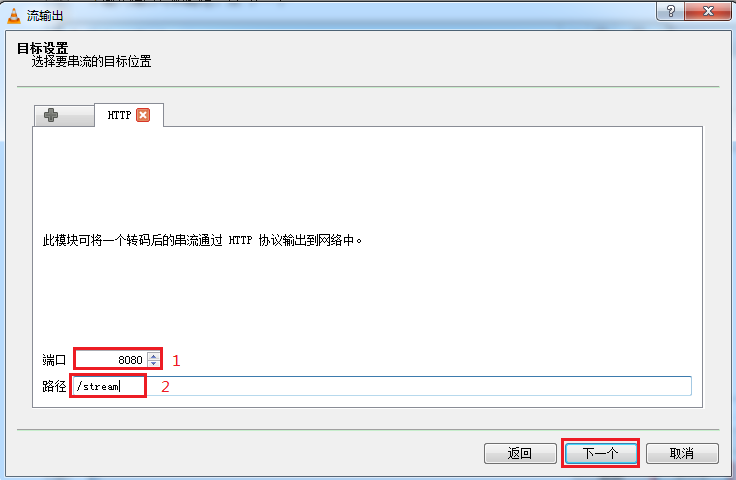 流输出
目标设置
选择要串流的目标位置
HTTP
此模块可将一个转码后的串流通过 HTTP 协议输出到网络中。
端口 8080 1
路径 /stream 2
返回 下一个 取消